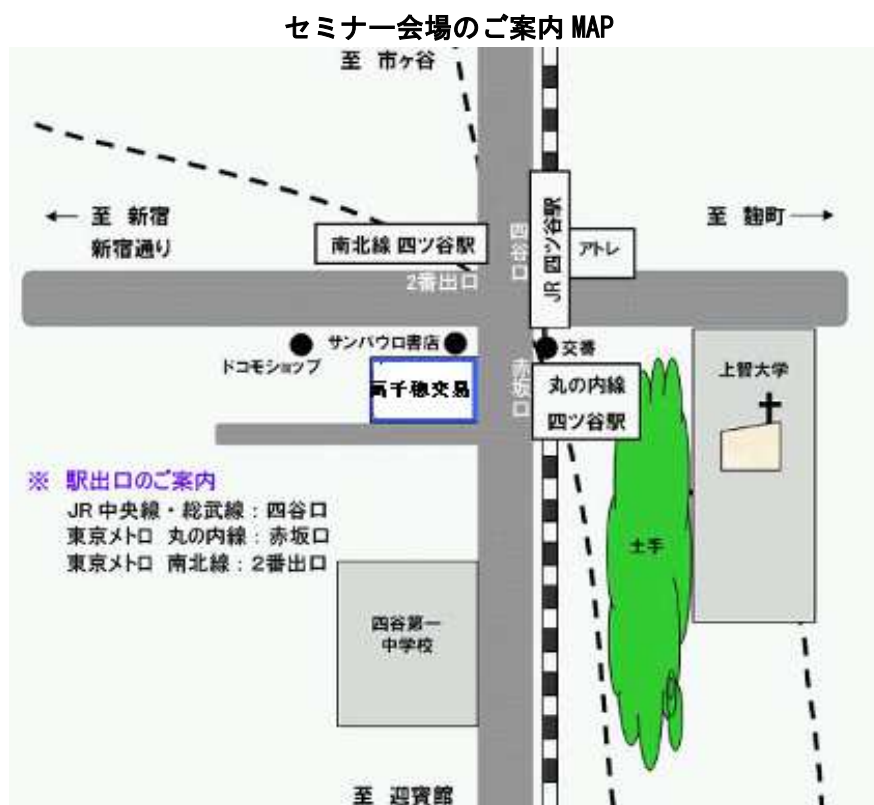 セミナー会場のご案内 MAP
至 市ヶ谷
← 至 新宿
新宿通り
南北線 四ツ谷駅
2番出口
四谷口
JR 四ツ谷駅
アトレ
至 麹町 →
ドコモショップ
サンパウロ書店
高千穂交易
赤坂口
交番
丸の内線
四ツ谷駅
上智大学
※ 駅出口のご案内
JR 中央線・総武線：四谷口
東京メトロ 丸の内線：赤坂口
東京メトロ 南北線：2番出口
土手
四谷第一
中学校
至 迎賓館